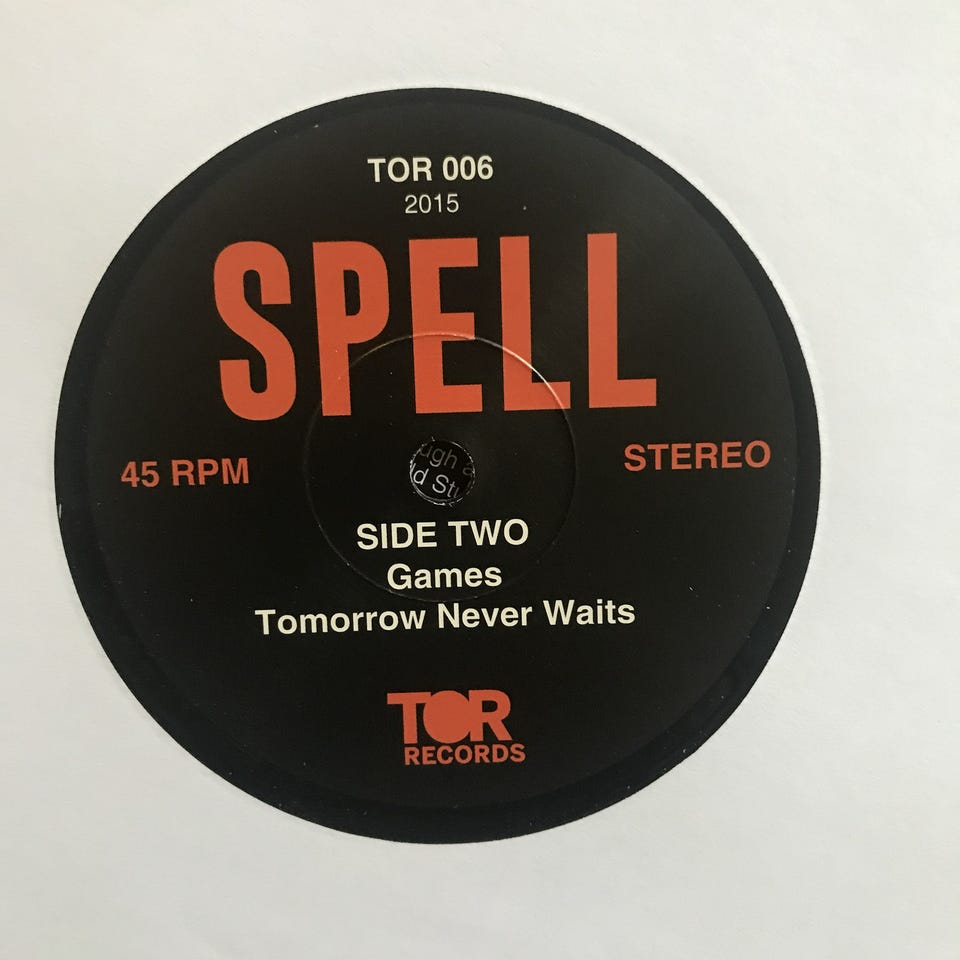 TOR 006
2015
SPELL
45 RPM
STEREO
SIDE TWO
Games
Tomorrow Never Waits
TOR
RECORDS